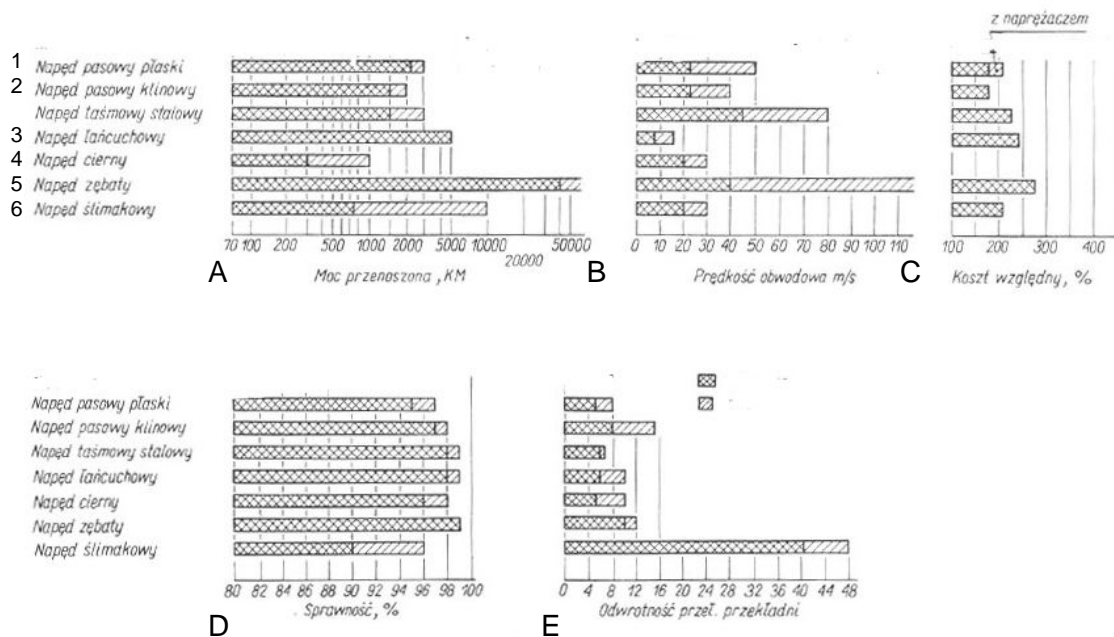 z naprężaczem
1 Napęd pasowy płaski
2 Napęd pasowy klinowy
Napęd taśmowy stalowy
3 Napęd łańcuchowy
4 Napęd cierny
5 Napęd zębaty
6 Napęd ślimakowy
70 100 200 500 1000 2000 5000 10000 20000 50000
A Moc przenoszona, KM
0 10 20 30 40 50 60 70 80 90 100 110
B Prędkość obwodowa m/s
100 200 300 400
C Koszt względny, %
Napęd pasowy płaski
Napęd pasowy klinowy
Napęd taśmowy stalowy
Napęd łańcuchowy
Napęd cierny
Napęd zębaty
Napęd ślimakowy
80 82 84 86 88 90 92 94 96 98 100
D Sprawność, %
0 4 8 12 16 20 24 28 32 36 40 44 48
E Odwrotność przeł. przekładni